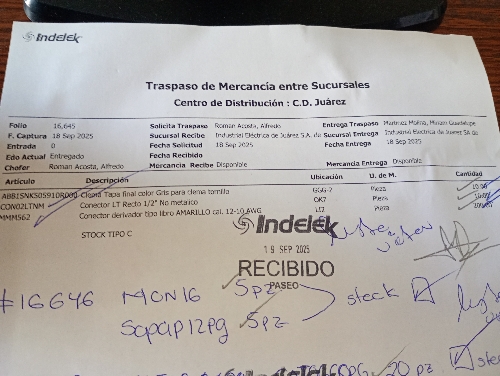 Indelek
Traspaso de Mercancía entre Sucursales
Centro de Distribución : C.D. Juárez
Folio 16,645 Solicita Traspaso Roman Acosta, Alfredo Entrega Traspaso Martinez Molina, Miriam Guadalupe
F. Captura 18 Sep 2025 Sucursal Recibe Industrial Eléctrica de Juárez S.A. de Sucursal Entrega Industrial Eléctrica de Juárez SA de
Entrada 0 Fecha Solicitud 18 Sep 2025 Fecha Entrega 18 Sep 2025
Edo Actual Entregado Fecha Recibido
Chofer Roman Acosta, Alfredo Mercancía Recibe Disponible Mercancía Entrega Disponible
Artículo Descripción Ubicación U. de M. Cantidad
Clema Tapa final color Gris para clema tornillo GGG-7 Pieza
CON02LTNM Conector LT Recto 1/2" No metalico OK7 Pieza
MMM562 Conector derivador tipo libro AMARILLO cal. 12-10 AWG Pieza
STOCK TIPO C
Indelek
19 SEP 2025
RECIBIDO
PASEO
#16646 MON16 5pz stock
5pz
20 pz